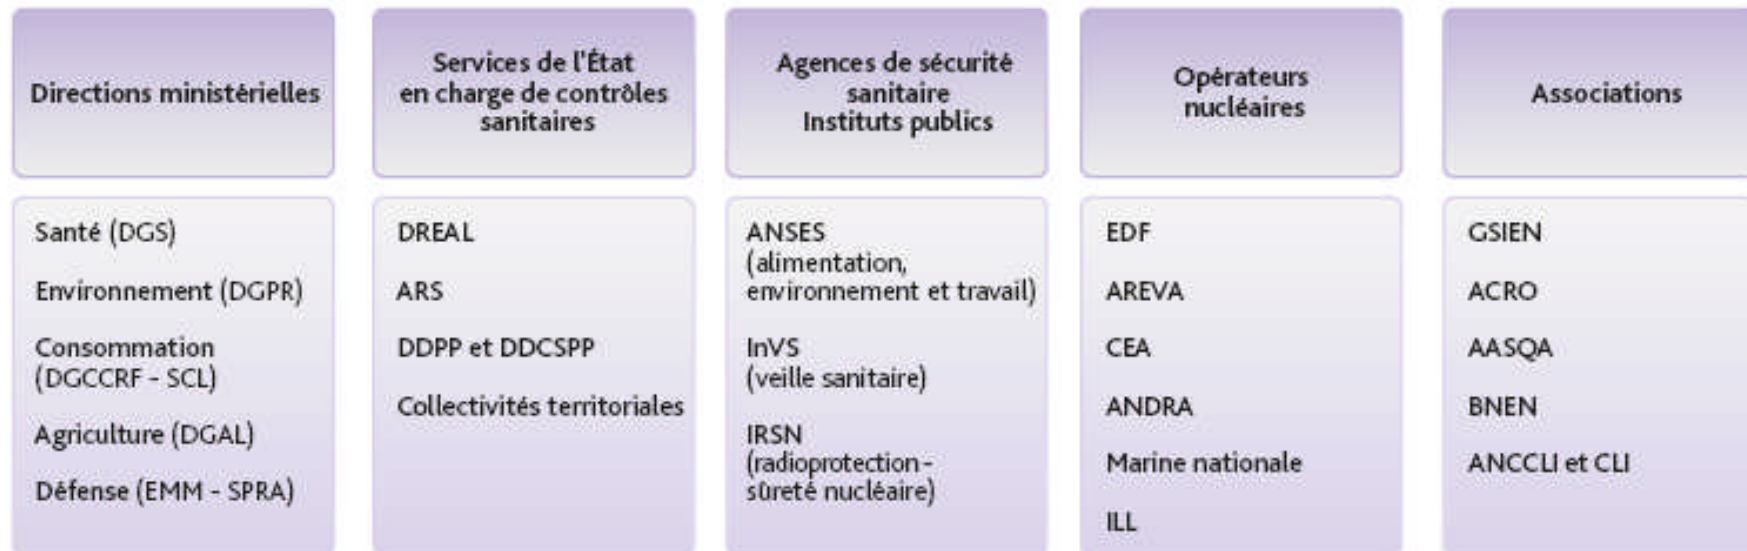 Directions ministérielles
Services de l'État
en charge de contrôles
sanitaires
Agences de sécurité
sanitaire
Instituts publics
Opérateurs
nucléaires
Associations
Santé (DGS)
Environnement (DGPR)
Consommation
(DGCCRF - SCL)
Agriculture (DGAL)
Défense (EMM - SPRA)
DREAL
ARS
DDPP et DDCSPP
Collectivités territoriales
ANSES
(alimentation,
environnement et travail)
InVS
(veille sanitaire)
IRSN
(radioprotection-
sûreté nucléaire)
EDF
AREVA
CEA
ANDRA
Marine nationale
ILL
GSIEN
ACRO
AASQA
BNEN
ANCCLI et CLI